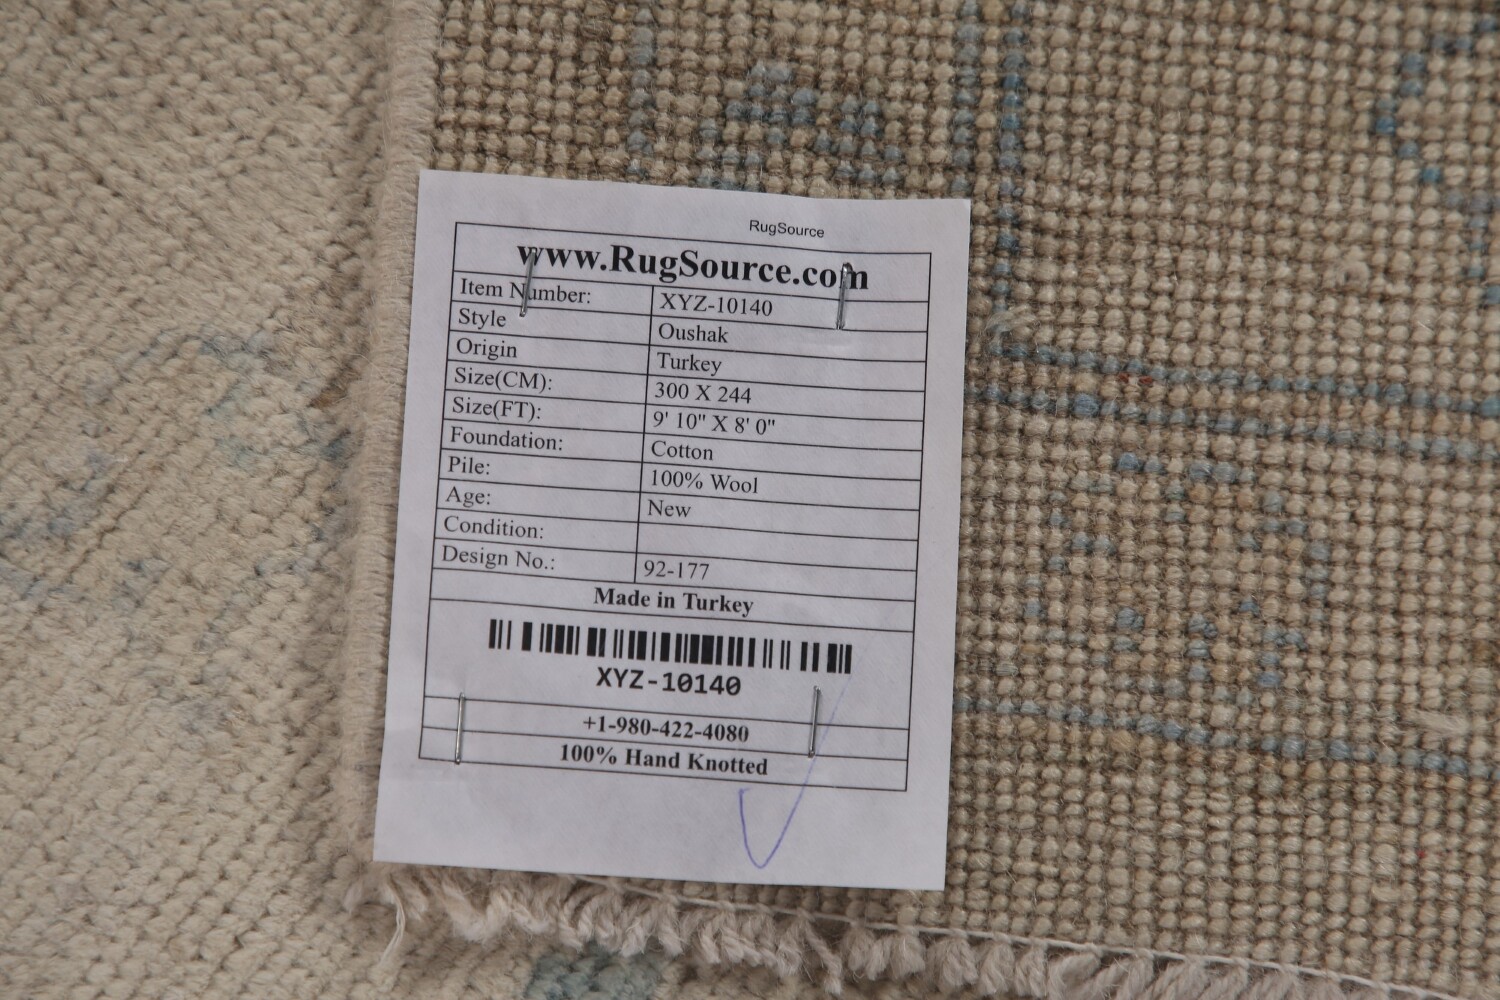 RugSource
www.RugSource.com
Item Number: XYZ-10140
Style Oushak
Origin Turkey
Size(CM): 300 X 244
Size(FT): 9' 10" X 8' 0"
Foundation: Cotton
Pile: 100% Wool
Age: New
Condition:
Design No.: 92-177
Made in Turkey
XYZ-10140
+1-980-422-4080
100% Hand Knotted